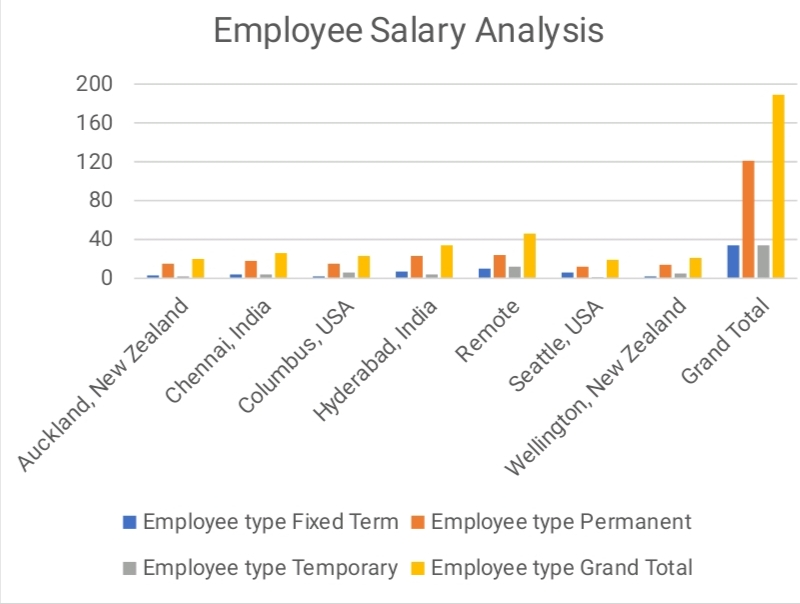 Employee Salary Analysis
200
160
120
80
40
0
Auckland, New Zealand
Chennai, India
Columbus, USA
Hyderabad, India
Remote
Seattle, USA
Wellington, New Zealand
Grand Total
Employee type Fixed Term
Employee type Permanent
Employee type Temporary
Employee type Grand Total